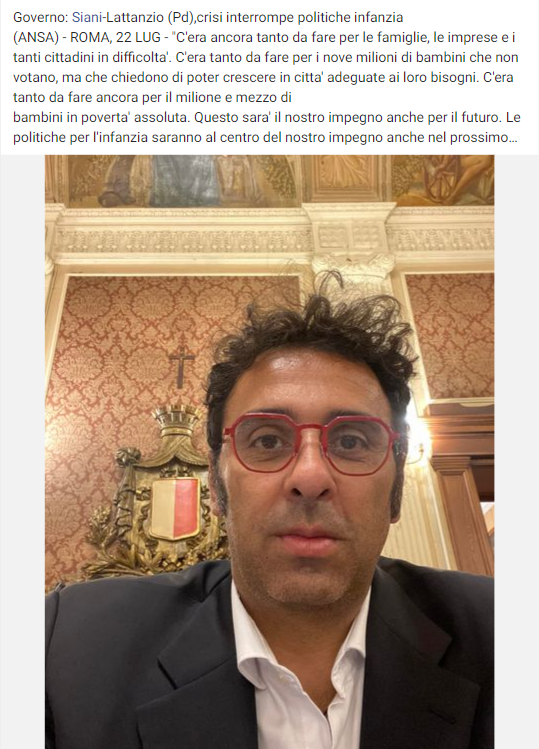 Governo: Siani-Lattanzio (Pd),crisi interrompe politiche infanzia
(ANSA) - ROMA, 22 LUG - "C'era ancora tanto da fare per le famiglie, le imprese e i
tanti cittadini in difficolta'. C'era tanto da fare per i nove milioni di bambini che non
votano, ma che chiedono di poter crescere in citta' adeguate ai loro bisogni. C'era
tanto da fare ancora per il milione e mezzo di
bambini in poverta' assoluta. Questo sara' il nostro impegno anche per il futuro. Le
politiche per l'infanzia saranno al centro del nostro impegno anche nel prossimo…